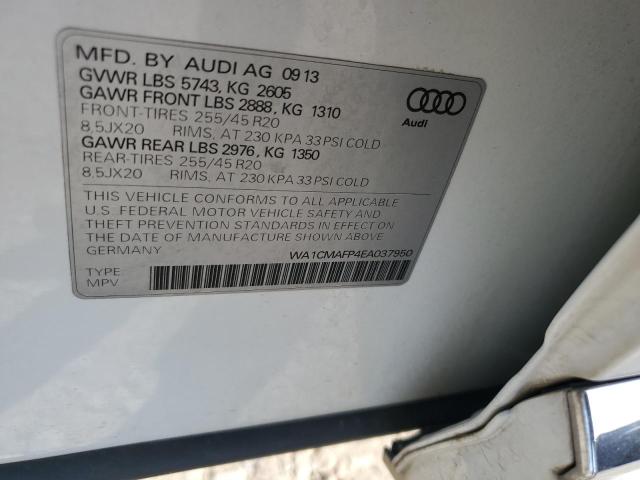 MFD. BY AUDI AG 09 13
GVWR LBS 5743, KG 2605
GAWR FRONT LBS 2888, KG 1310
FRONT-TIRES 255/45 R20
8,5JX20 RIMS, AT 230 KPA 33 PSI COLD
GAWR REAR LBS 2976, KG 1350
REAR-TIRES 255/45 R20
8,5JX20 RIMS, AT 230 KPA 33 PSI COLD
THIS VEHICLE CONFORMS TO ALL APPLICABLE
U.S. FEDERAL MOTOR VEHICLE SAFETY AND
THEFT PREVENTION STANDARDS IN EFFECT ON
THE DATE OF MANUFACTURE SHOWN ABOVE.
GERMANY
WA1CMAFP4EA037950
TYPE
MPV
Audi